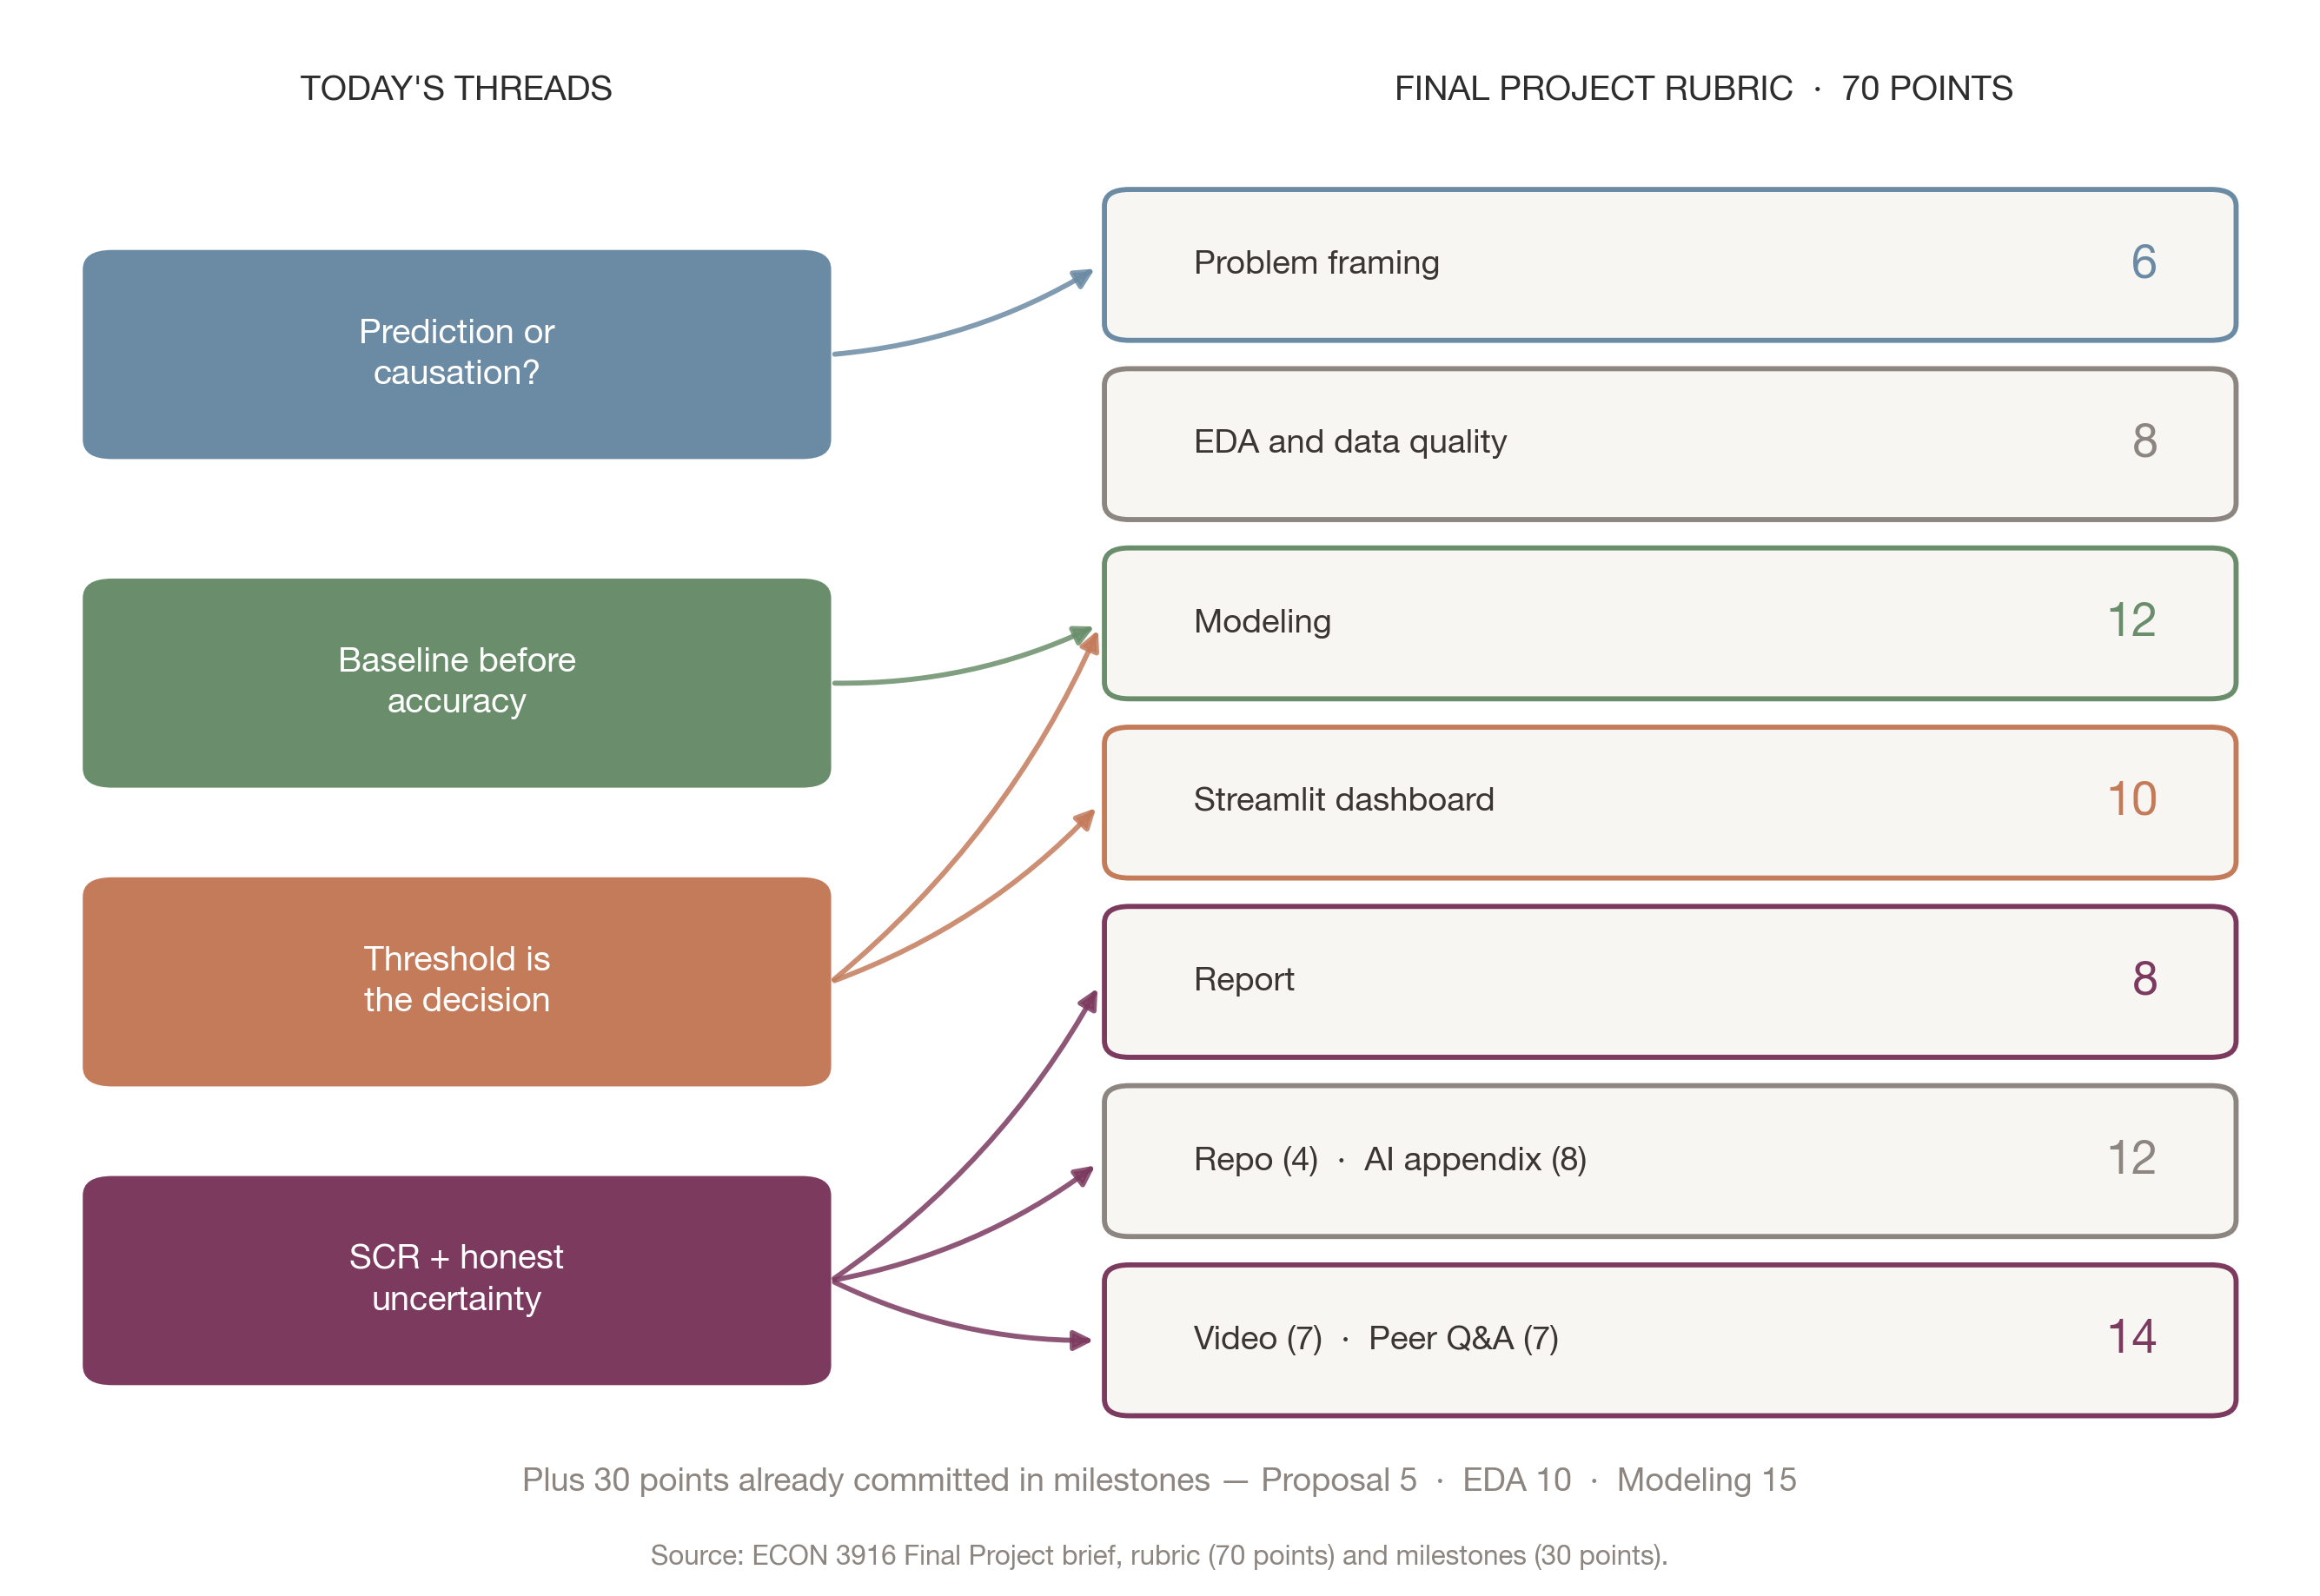 TODAY'S THREADS
FINAL PROJECT RUBRIC · 70 POINTS
Prediction or
causation?
Baseline before
accuracy
Threshold is
the decision
SCR + honest
uncertainty
Problem framing 6
EDA and data quality 8
Modeling 12
Streamlit dashboard 10
Report 8
Repo (4) · AI appendix (8) 12
Video (7) · Peer Q&A (7) 14
Plus 30 points already committed in milestones — Proposal 5 · EDA 10 · Modeling 15
Source: ECON 3916 Final Project brief, rubric (70 points) and milestones (30 points).